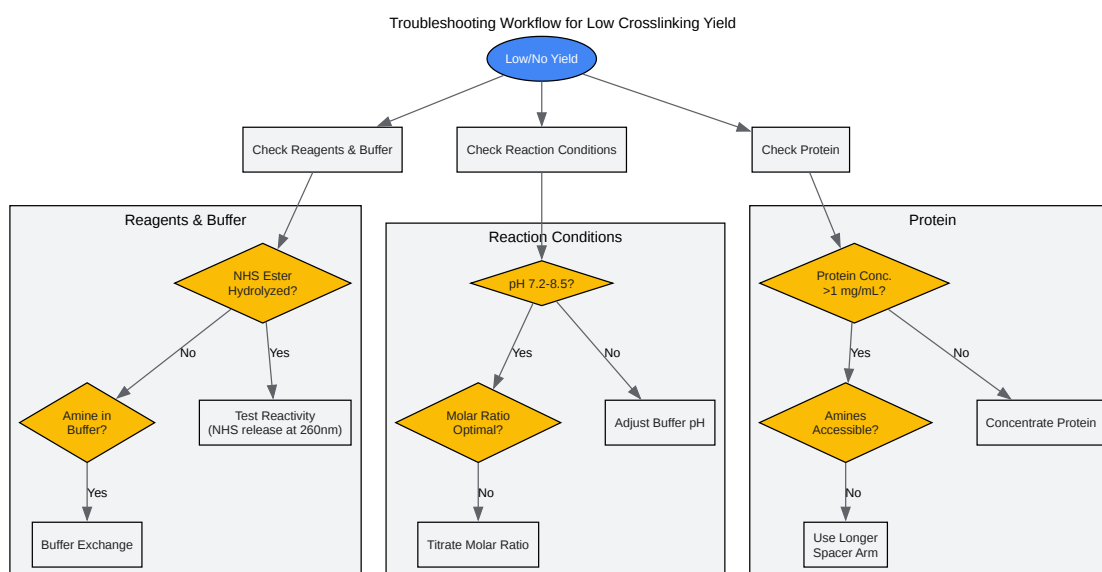 Troubleshooting Workflow for Low Crosslinking Yield
Low/No Yield
Check Reagents & Buffer
Check Reaction Conditions
Check Protein
Reagents & Buffer
NHS Ester
Hydrolyzed?
No
Yes
Amine in
Buffer?
Test Reactivity
(NHS release at 260nm)
Yes
Buffer Exchange
Reaction Conditions
pH 7.2-8.5?
Yes
No
Molar Ratio
Optimal?
Adjust Buffer pH
No
Titrate Molar Ratio
Protein
Protein Conc.
>1 mg/mL?
Yes
No
Amines
Accessible?
Concentrate Protein
No
Use Longer
Spacer Arm